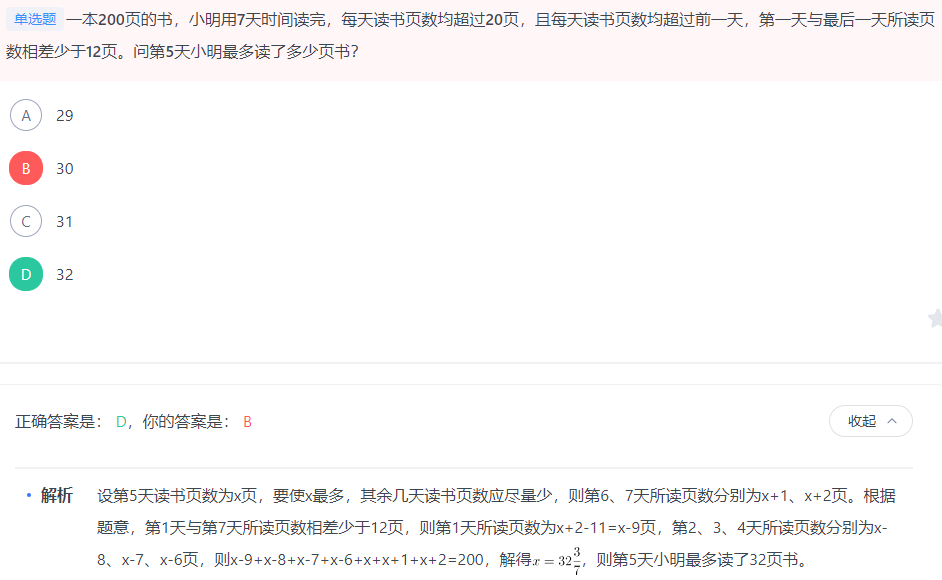 单选题 一本200页的书，小明用7天时间读完，每天读书页数均超过20页，且每天读书页数均超过前一天，第一天与最后一天所读页
数相差少于12页。问第5天小明最多读了多少页书？
A 29
B 30
C 31
D 32
正确答案是： D，你的答案是： B
收起
解析 设第5天读书页数为x页，要使x最多，其余几天读书页数应尽量少，则第6、7天所读页数分别为x+1、x+2页。根据
题意，第1天与第7天所读页数相差少于12页，则第1天所读页数为x+2-11=x-9页，第2、3、4天所读页数分别为x-
8、x-7、x-6页，则x-9+x-8+x-7+x-6+x+x+1+x+2=200，解得x = 32 3/7，则第5天小明最多读了32页书。